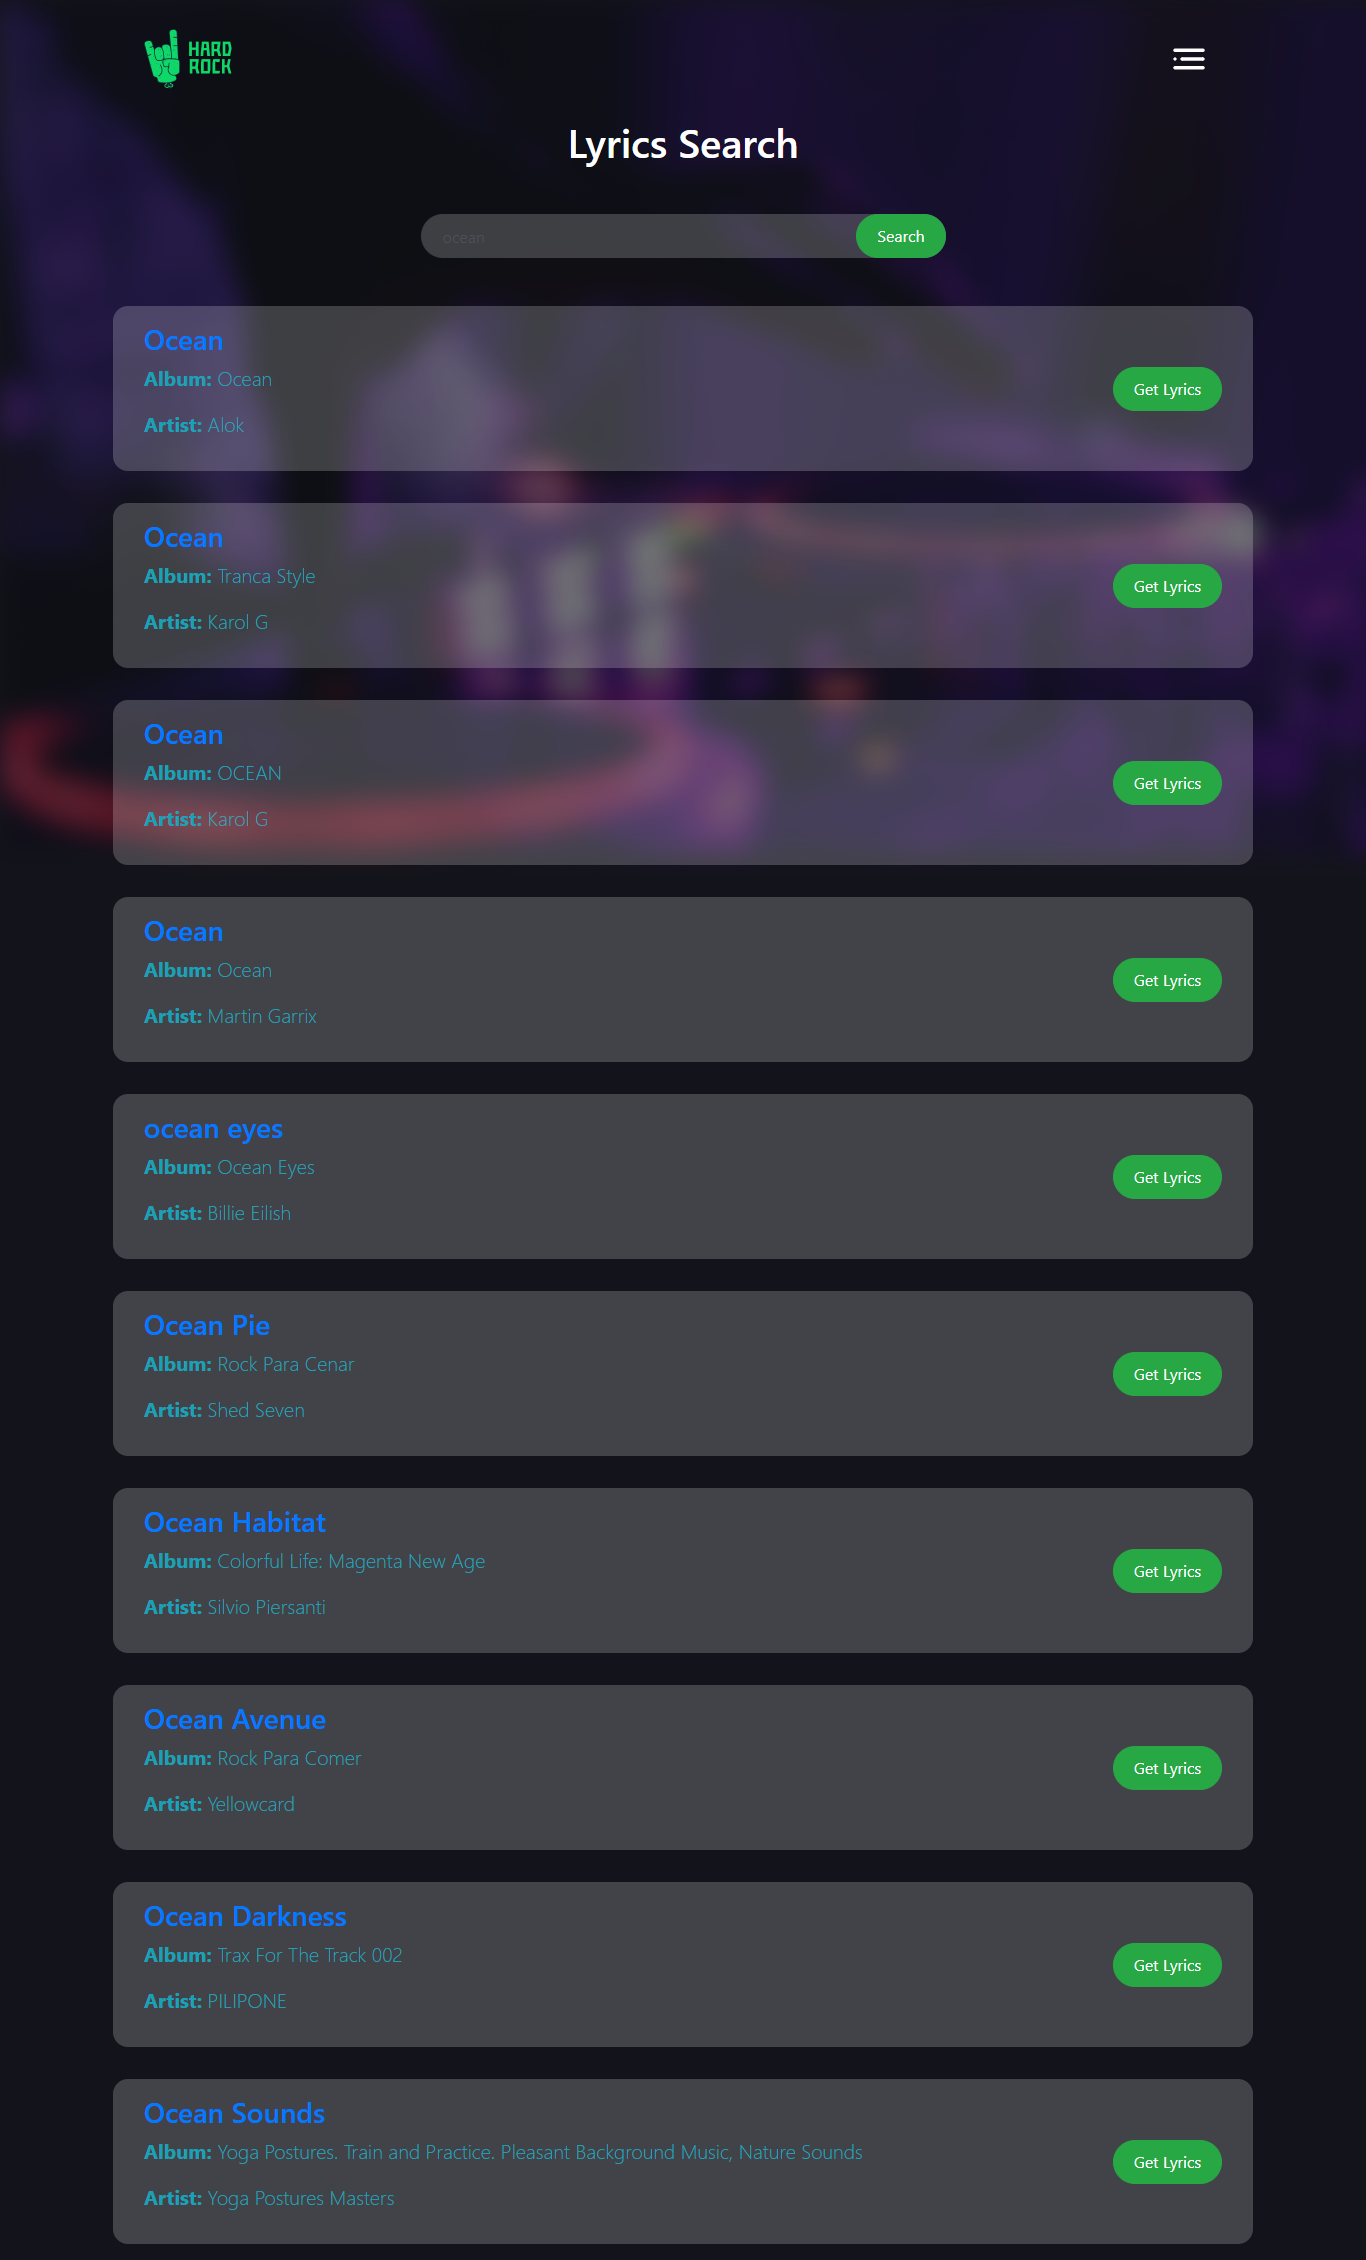 HARD
ROCK
Lyrics Search
ocean
Search
Ocean
Album: Ocean
Get Lyrics
Artist: Alok
Ocean
Album: Tranca Style
Get Lyrics
Artist: Karol G
Ocean
Album: OCEAN
Get Lyrics
Artist: Karol G
Ocean
Album: Ocean
Get Lyrics
Artist: Martin Garrix
ocean eyes
Album: Ocean Eyes
Get Lyrics
Artist: Billie Eilish
Ocean Pie
Album: Rock Para Cenar
Get Lyrics
Artist: Shed Seven
Ocean Habitat
Album: Colorful Life: Magenta New Age
Get Lyrics
Artist: Silvio Piersanti
Ocean Avenue
Album: Rock Para Comer
Get Lyrics
Artist: Yellowcard
Ocean Darkness
Album: Trax For The Track 002
Get Lyrics
Artist: PILIPONE
Ocean Sounds
Album: Yoga Postures. Train and Practice. Pleasant Background Music, Nature Sounds
Get Lyrics
Artist: Yoga Postures Masters